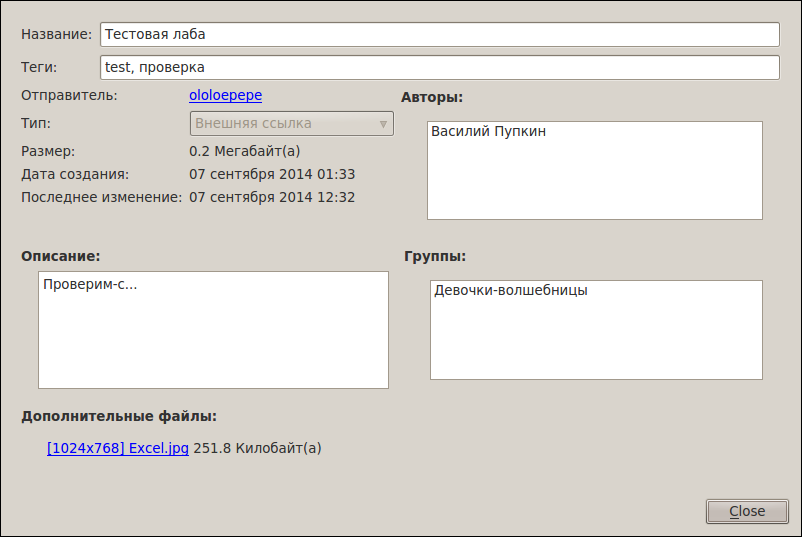 Название: Тестовая лаба
Теги: test, проверка
Отправитель: ololoepepe
Тип: Внешняя ссылка
Размер: 0.2 Мегабайт(а)
Дата создания: 07 сентября 2014 01:33
Последнее изменение: 07 сентября 2014 12:32
Авторы:
Василий Пупкин
Описание:
Проверим-с...
Группы:
Девочки-волшебницы
Дополнительные файлы:
[1024x768] Excel.jpg 251.8 Килобайт(а)
Close